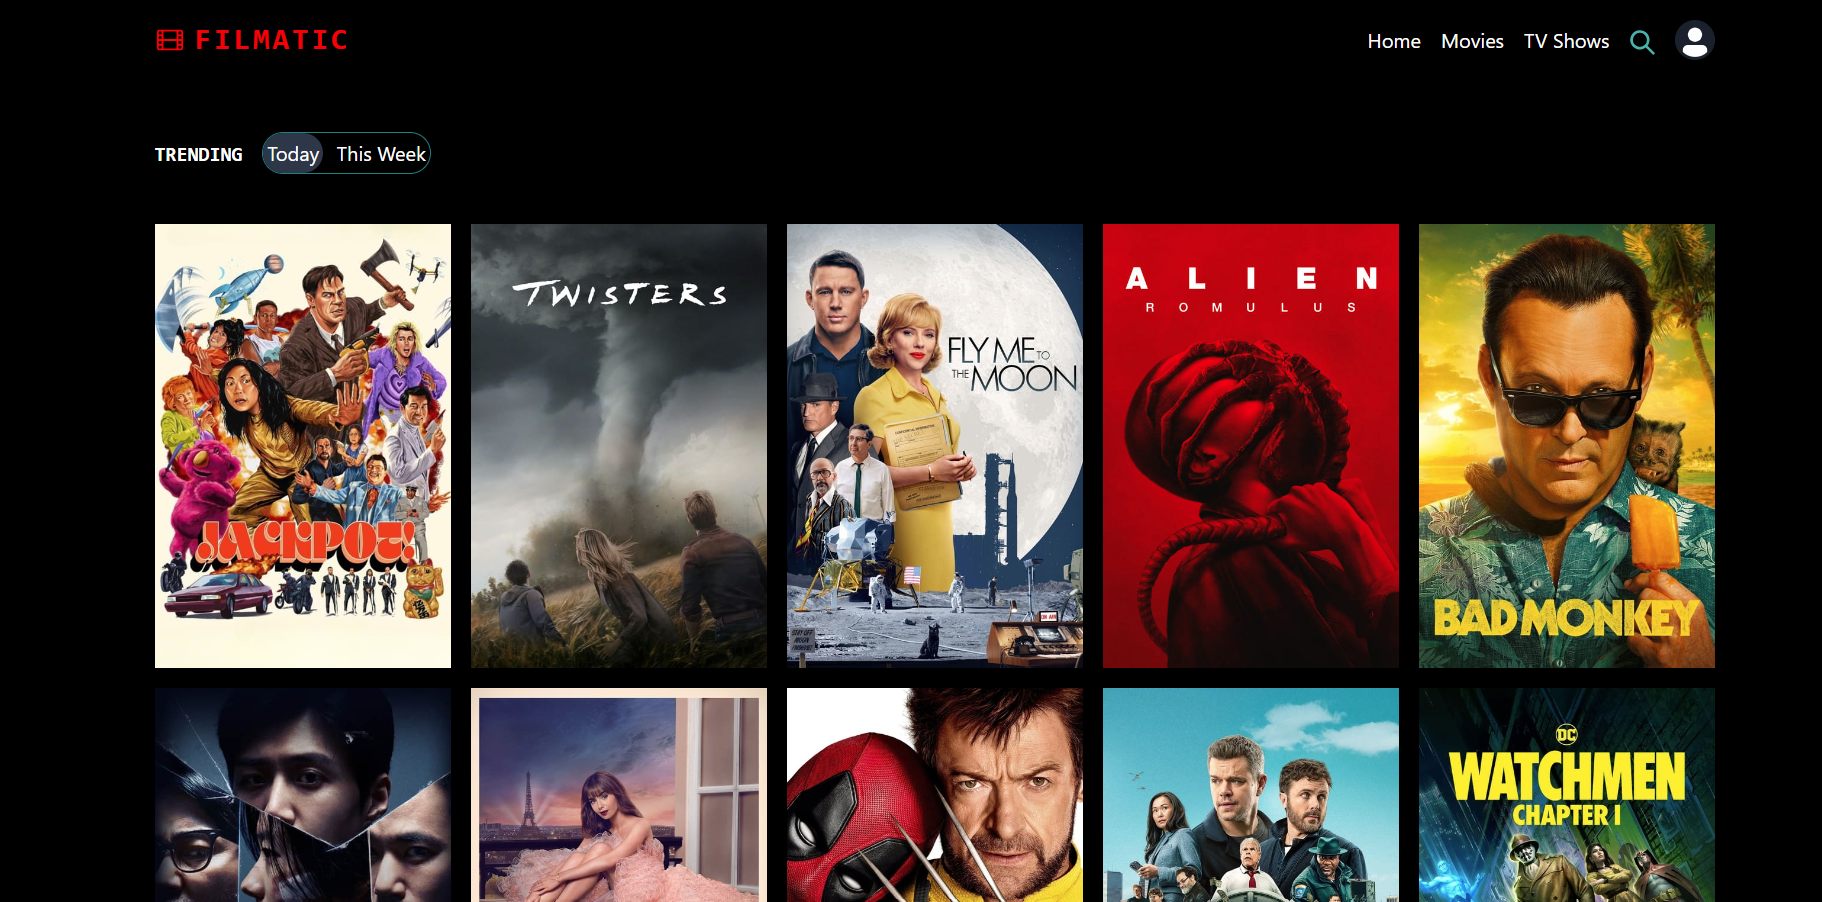 FILMATIC
Home Movies TV Shows
TRENDING Today This Week
JACKPOT!
TWISTERS
FLY ME TO
THE MOON
ALIEN
ROMULUS
BAD MONKEY
DC
WATCHMEN
CHAPTER I